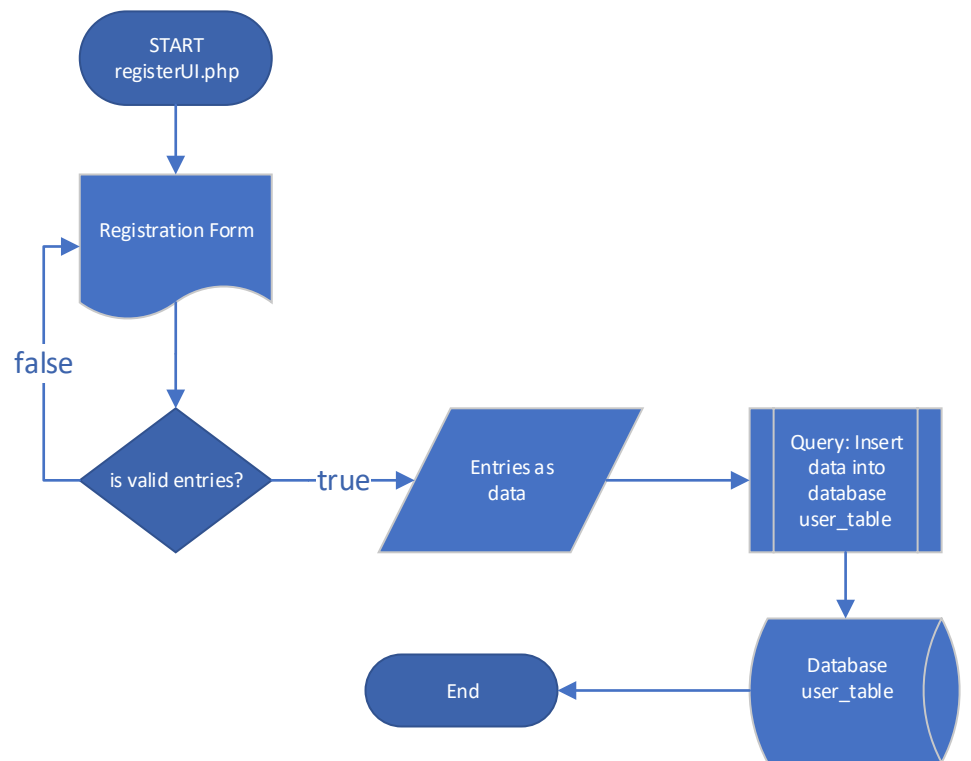 START
registerUI.php
Registration Form
false
is valid entries?
true
Entries as
data
Query: Insert
data into
database
user_table
Database
user_table
End